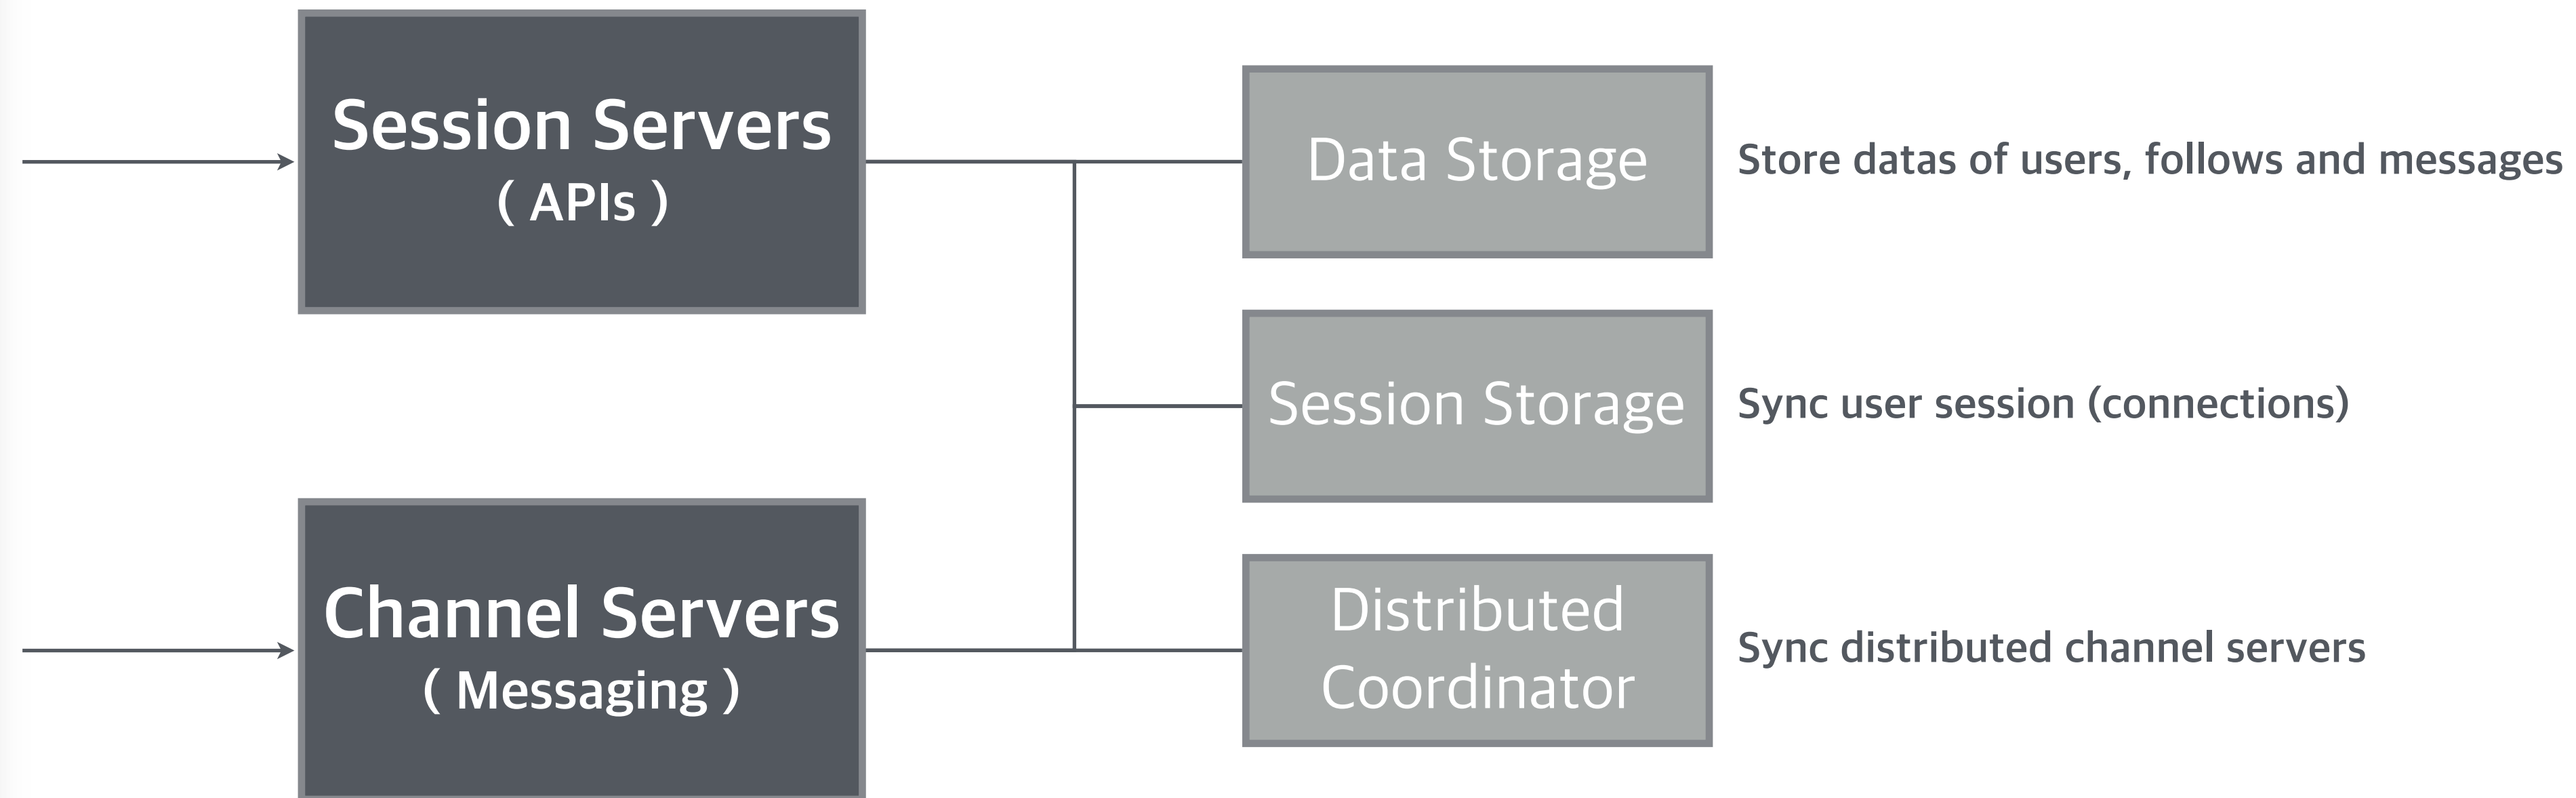 Session Servers
( APIs )
Data Storage
Store datas of users, follows and messages
Session Storage
Sync user session (connections)
Channel Servers
( Messaging )
Distributed
Coordinator
Sync distributed channel servers